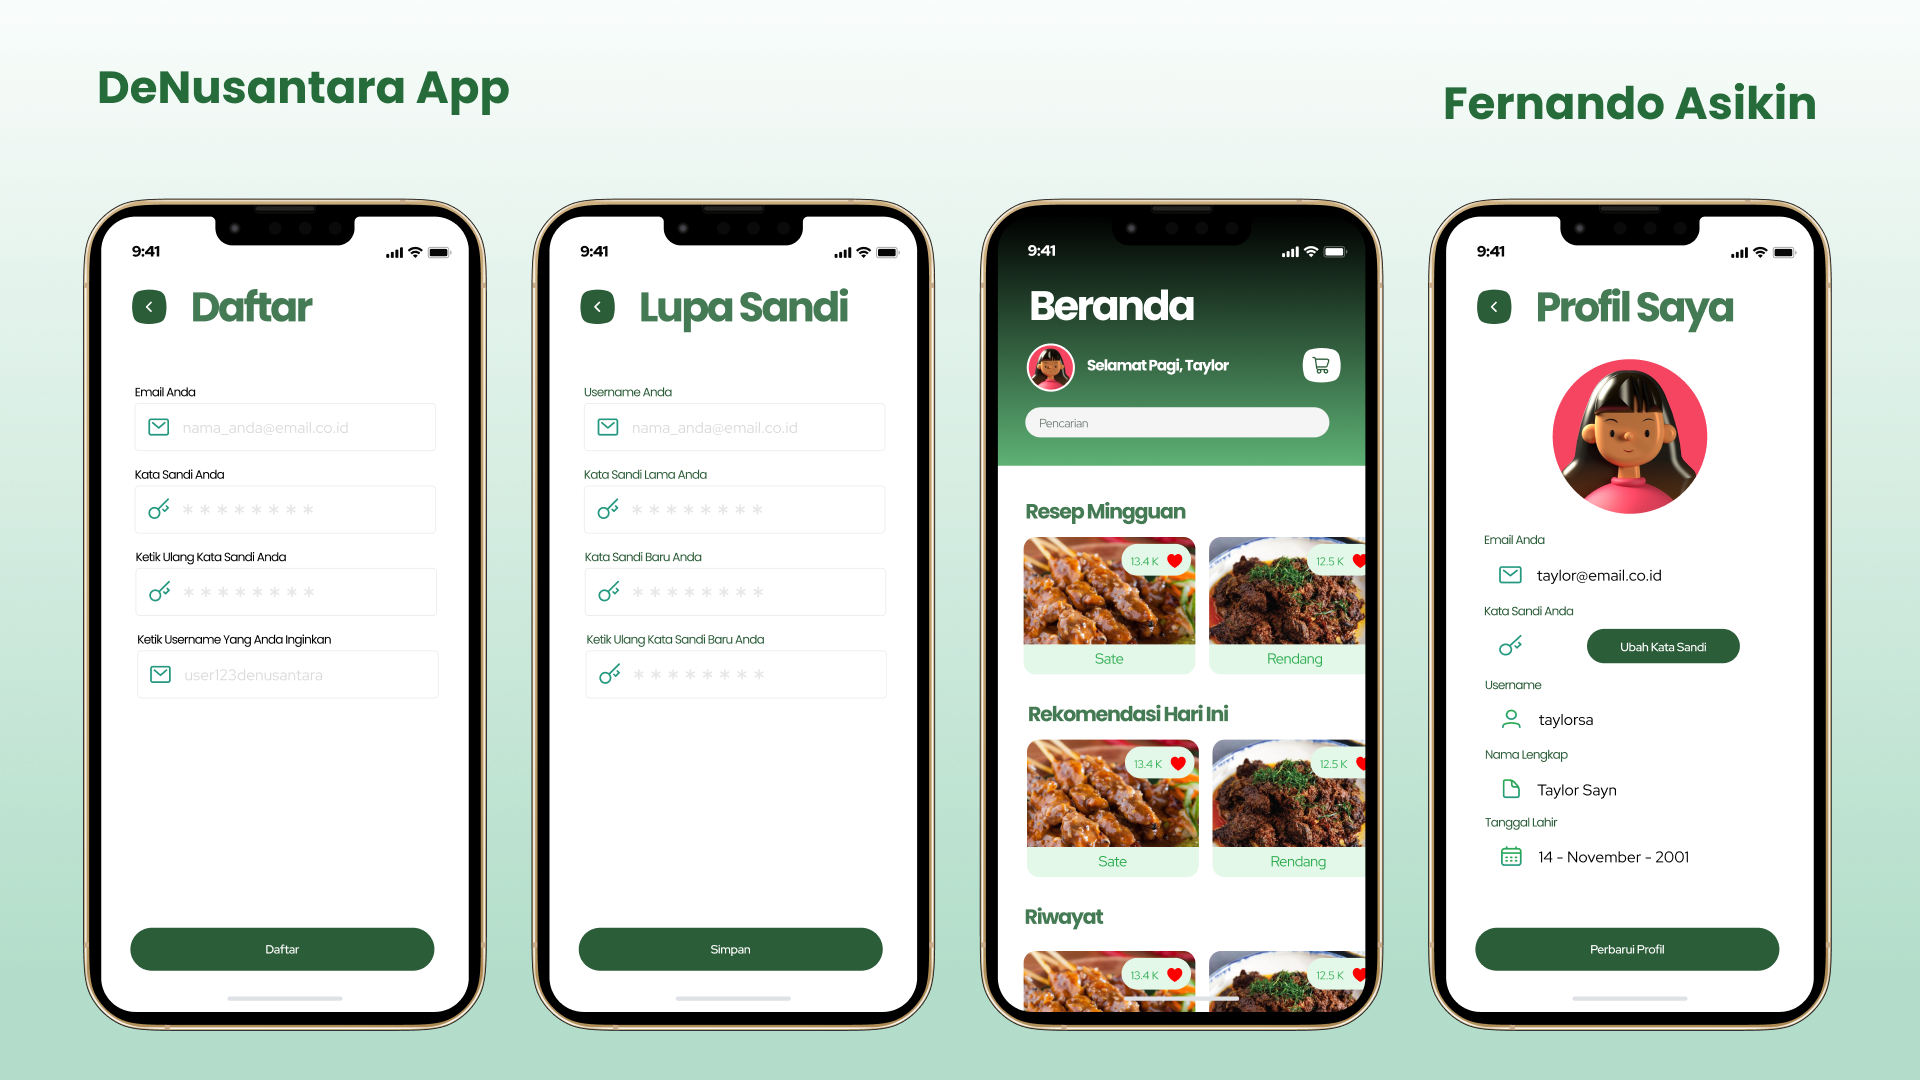 DeNusantara App
Fernando Asikin
9:41
Daftar
Email Anda
nama_anda@email.co.id
Kata Sandi Anda
* * * * * * * *
Ketik Ulang Kata Sandi Anda
* * * * * * * *
Ketik Username Yang Anda Inginkan
user123denusantara
Daftar
9:41
Lupa Sandi
Username Anda
nama_anda@email.co.id
Kata Sandi Lama Anda
* * * * * * * *
Kata Sandi Baru Anda
* * * * * * * *
Ketik Ulang Kata Sandi Baru Anda
* * * * * * * *
Simpan
9:41
Beranda
Selamat Pagi, Taylor
Pencarian
Resep Mingguan
13.4 K
12.5 K
Sate
Rendang
Rekomendasi Hari Ini
13.4 K
12.5 K
Sate
Rendang
Riwayat
13.4 K
12.5 K
9:41
Profil Saya
Email Anda
taylor@email.co.id
Kata Sandi Anda
Ubah Kata Sandi
Username
taylorsa
Nama Lengkap
Taylor Sayn
Tanggal Lahir
14 - November - 2001
Perbarui Profil